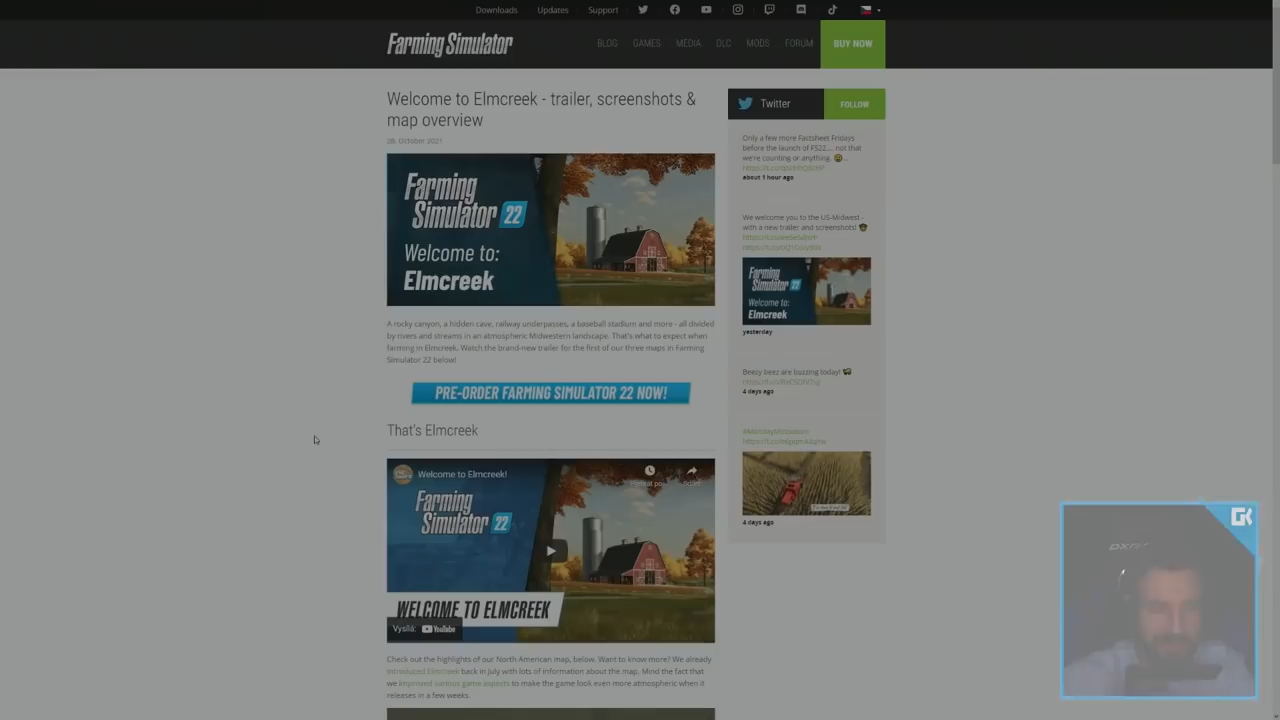 Downloads Updates Support
Farming Simulator BLOG GAMES MEDIA DLC MODS FORUM BUY NOW
Welcome to Elmcreek - trailer, screenshots &
map overview
28. October 2021
Farming
Simulator 22
Welcome to:
Elmcreek
A rocky canyon, a hidden cave, railway underpasses, a baseball stadium and more - all divided
by rivers and streams in an atmospheric Midwestern landscape. That's what to expect when
farming in Elmcreek. Watch the brand-new trailer for the first of our three maps in Farming
Simulator 22 below!
PRE-ORDER FARMING SIMULATOR 22 NOW!
That's Elmcreek
Welcome to Elmcreek!
Farming
Simulator 22
WELCOME TO ELMCREEK
Vysílá: YouTube
Check out the highlights of our North American map, below. Want to know more? We already
introduced Elmcreek back in July with lots of information about the map. Mind the fact that
we improved various game aspects to make the game look even more atmospheric when it
releases in a few weeks.
Twitter FOLLOW
Only a few more Factsheet Fridays
before the launch of FS22.... not that
we're counting or anything.
about 1 hour ago
We welcome you to the US-Midwest -
with a new trailer and screenshots!
Farming
Simulator 22
Welcome to:
Elmcreek
yesterday
Beezy beez are buzzing today!
4 days ago
#MondayMotivation
4 days ago
GK